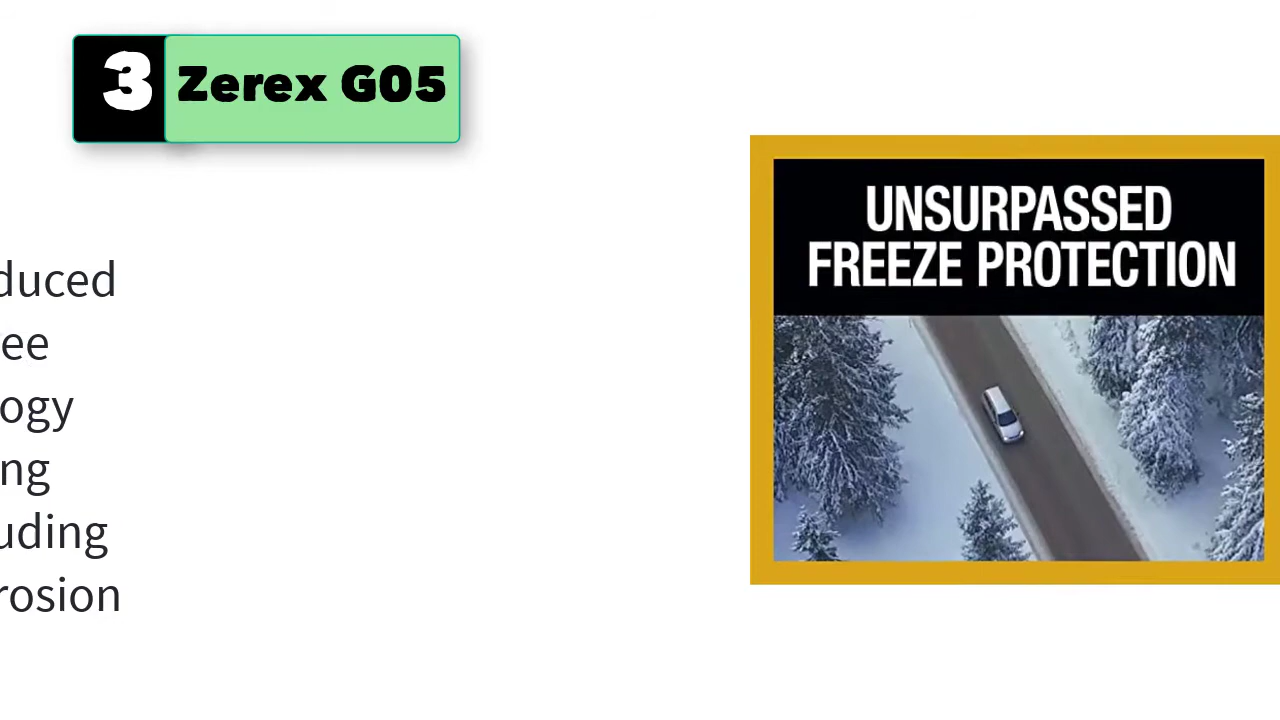 3 Zerex G05
UNSURPASSED
FREEZE PROTECTION
duced
ee
ogy
ng
uding
rosion